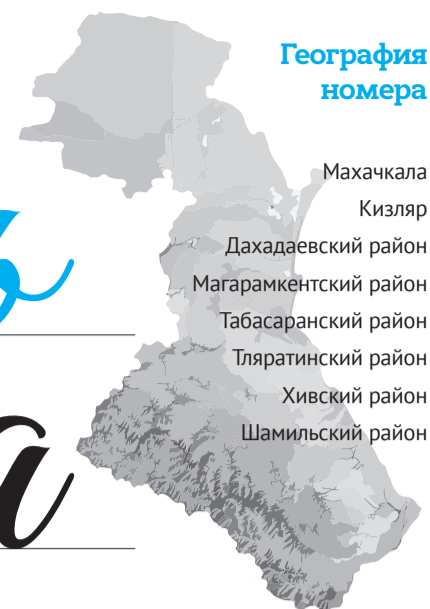 География
номера
Махачкала
Кизляр
Дахадаевский район
Магарамкентский район
Табасаранский район
Тляратинский район
Хивский район
Шамильский район
ь
а